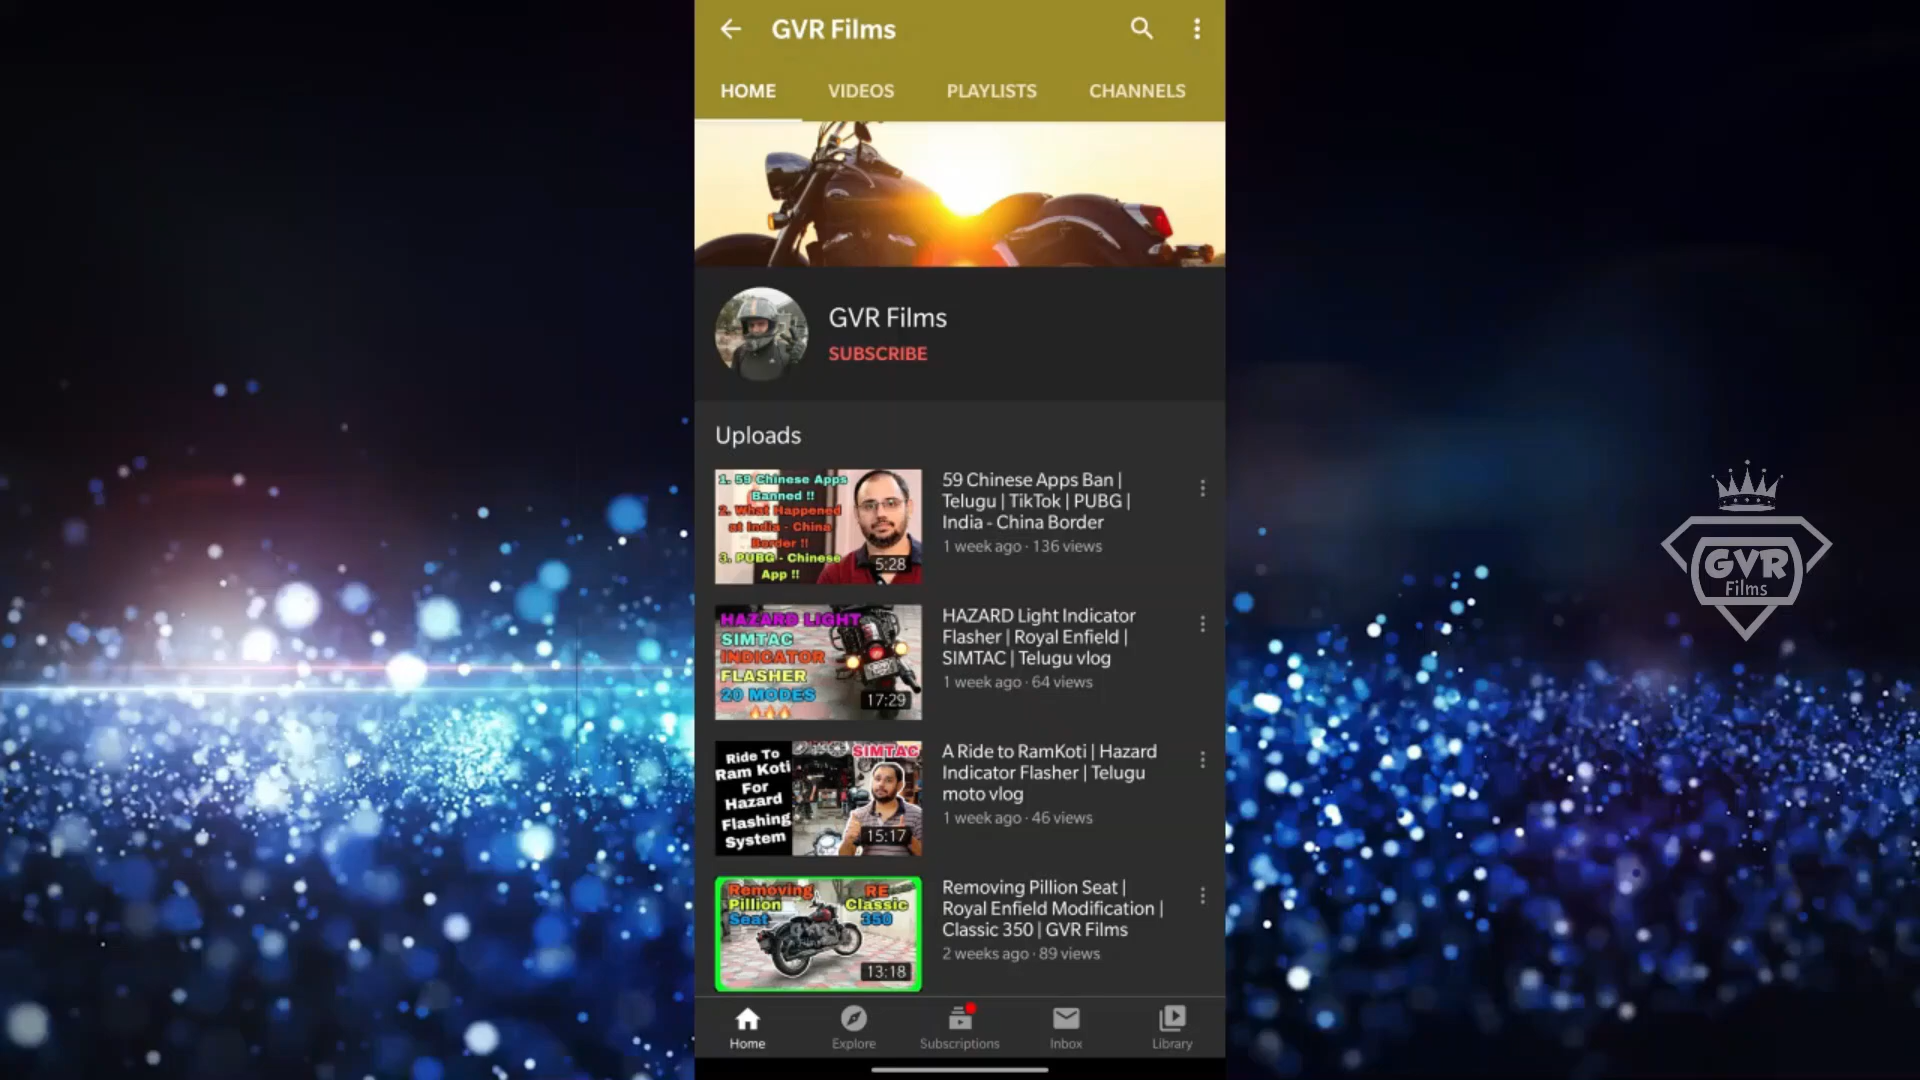 GVR Films
HOME VIDEOS PLAYLISTS CHANNELS
GVR Films
SUBSCRIBE
Uploads
1. 59 Chinese Apps
Banned !!
2. What Happened
at India - China
Border !!
3. PUBG - Chinese
App !!
5:28
59 Chinese Apps Ban |
Telugu | TikTok | PUBG |
India - China Border
1 week ago · 136 views
HAZARD LIGHT
SIMTAC
INDICATOR
FLASHER
20 MODES
17:29
HAZARD Light Indicator
Flasher | Royal Enfield |
SIMTAC | Telugu vlog
1 week ago · 64 views
Ride To
Ram Koti
For
Hazard
Flashing
System
SIMTAC
15:17
A Ride to RamKoti | Hazard
Indicator Flasher | Telugu
moto vlog
1 week ago · 46 views
Removing
Pillion
Seat
RE
Classic
350
GVR
13:18
Removing Pillion Seat |
Royal Enfield Modification |
Classic 350 | GVR Films
2 weeks ago · 89 views
Home Explore Subscriptions Inbox Library
GVR
Films